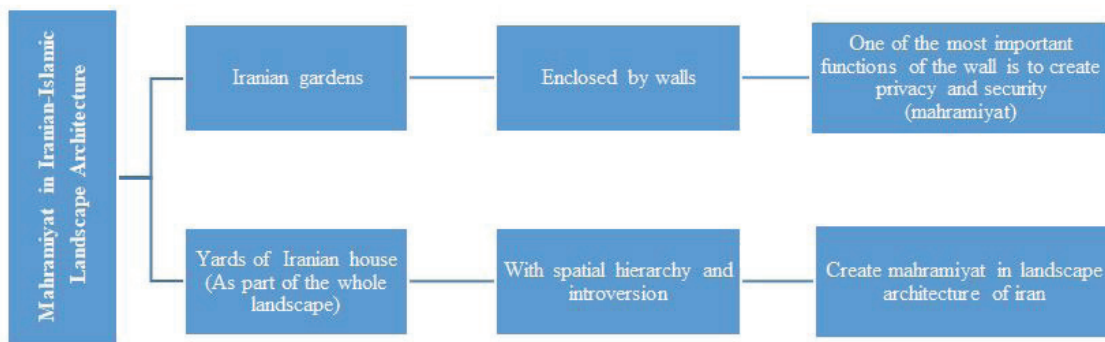 Mahramiyat in Iranian-Islamic
Landscape Architecture
Iranian gardens
Enclosed by walls
One of the most important
functions of the wall is to create
privacy and security
(mahramiyat)
Yards of Iranian house
(As part of the whole
landscape)
With spatial hierarchy and
introversion
Create mahramiyat in landscape
architecture of iran